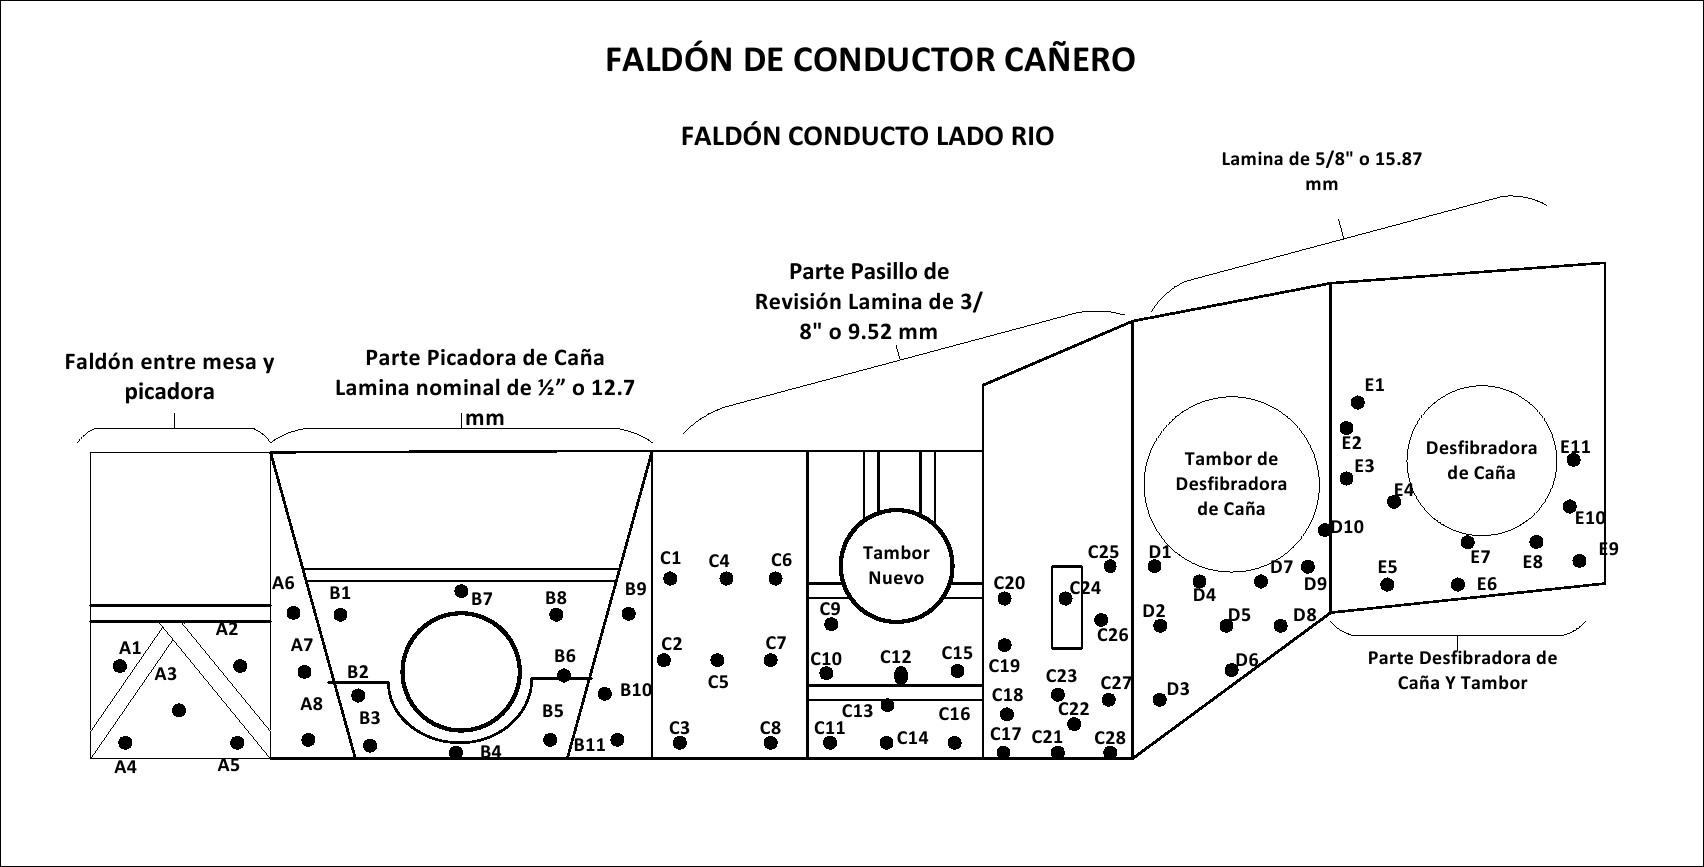 FALDÓN DE CONDUCTOR CAÑERO
FALDÓN CONDUCTO LADO RIO
Lamina de 5/8" o 15.87
mm
Parte Pasillo de
Revisión Lamina de 3/
8" o 9.52 mm
Faldón entre mesa y
picadora
Parte Picadora de Caña
Lamina nominal de ½” o 12.7
mm
A1
A2
A3
A4
A5
A6
A7
A8
B1
B2
B3
B4
B5
B6
B7
B8
B9
B10
B11
C1
C2
C3
C4
C5
C6
C7
C8
Tambor
Nuevo
C9
C10
C11
C12
C13
C14
C15
C16
C17
C18
C19
C20
C21
C22
C23
C24
C25
C26
C27
C28
Tambor de
Desfibradora
de Caña
D1
D2
D3
D4
D5
D6
D7
D8
D9
D10
Desfibradora
de Caña
E1
E2
E3
E4
E5
E6
E7
E8
E9
E10
E11
Parte Desfibradora de
Caña Y Tambor